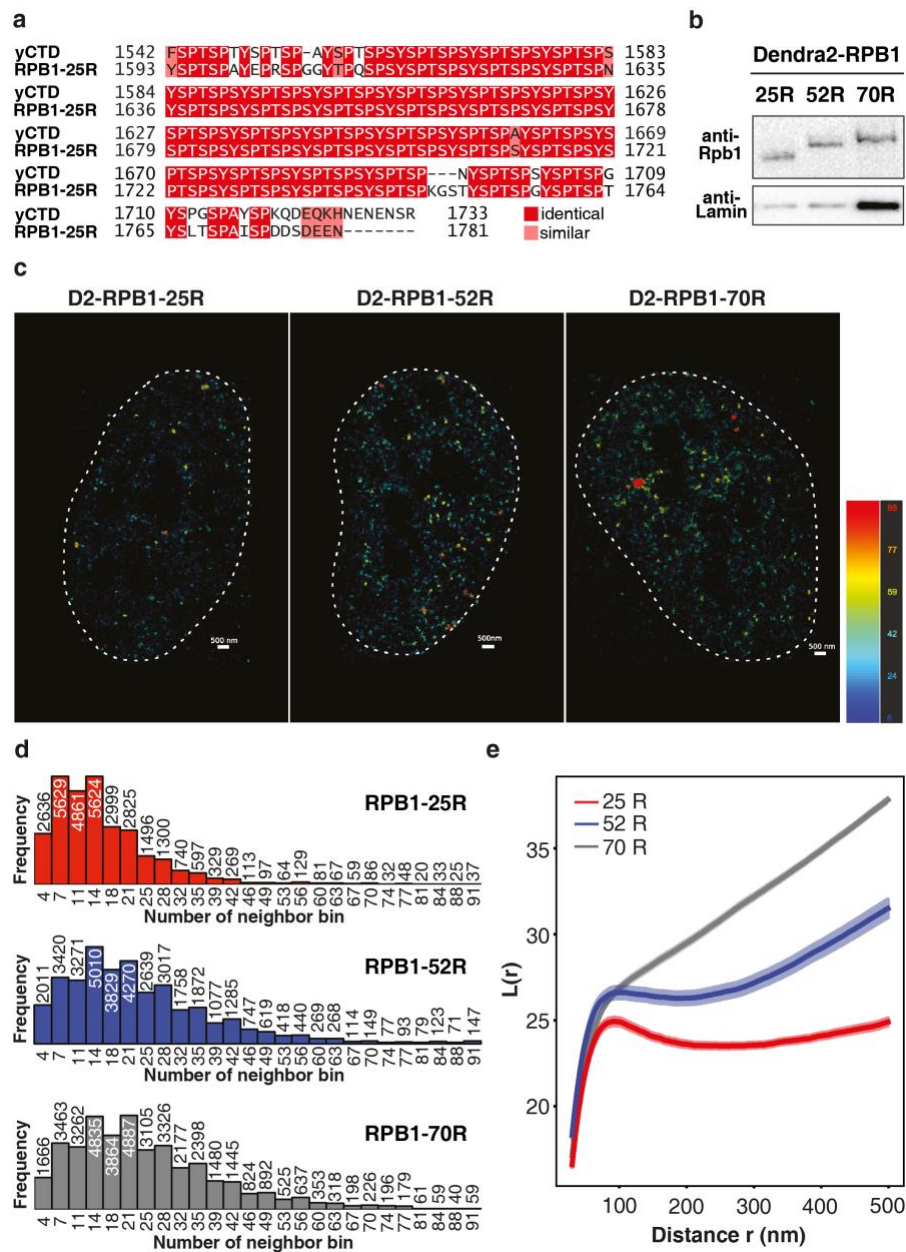 a
yCTD 1542 FSPTSPTYSPTSP-AYSPTSPSYSPTSPSYSPTSPSYSPTSPS 1583
RPB1-25R 1593 YSPTSPAYEPRSPGGYTPQSPSYSPTSPSYSPTSPSYSPTSPN 1635
yCTD 1584 YSPTSPSYSPTSPSYSPTSPSYSPTSPSYSPTSPSYSPTSPSY 1626
RPB1-25R 1636 YSPTSPSYSPTSPSYSPTSPSYSPTSPSYSPTSPSYSPTSPSY 1678
yCTD 1627 SPTSPSYSPTSPSYSPTSPSYSPTSPSYSPTSPAYSPTSPSYS 1669
RPB1-25R 1679 SPTSPSYSPTSPSYSPTSPSYSPTSPSYSPTSPSYSPTSPSYS 1721
yCTD 1670 PTSPSYSPTSPSYSPTSPSYSPTSP---NYSPTSPSYSPTSPG 1709
RPB1-25R 1722 PTSPSYSPTSPSYSPTSPSYSPTSPKGSTYSPTSPGYSPTSPT 1764
yCTD 1710 YSPGSPAYSPKQDEQKHNENENSR 1733
RPB1-25R 1765 YSLTSPAISPDDSDEEN------- 1781
identical
similar
b
Dendra2-RPB1
25R 52R 70R
anti-
Rpb1
anti-
Lamin
c
D2-RPB1-25R D2-RPB1-52R D2-RPB1-70R
500 nm
500nm
500 nm
95
77
59
42
24
6
d
RPB1-25R
Frequency
2636 5629 4861 5624 2999 2825 1496 1300 740 597 329 269 113 97 64 129 81 67 59 86 32 48 20 33 25 37
4 7 11 14 18 21 25 28 32 35 39 42 46 49 53 56 60 63 67 70 74 77 81 84 88 91
Number of neighbor bin
RPB1-52R
Frequency
2011 3420 3271 5010 3829 4270 2639 3017 1758 1872 1077 1285 747 619 418 440 269 268 114 149 77 93 79 123 71 147
4 7 11 14 18 21 25 28 32 35 39 42 46 49 53 56 60 63 67 70 74 77 81 84 88 91
Number of neighbor bin
RPB1-70R
Frequency
1666 3463 3262 4835 3864 4887 3105 3326 2177 2398 1480 1445 824 892 525 637 353 318 198 226 196 179 61 59 40 59
4 7 11 14 18 21 25 28 32 35 39 42 46 49 53 56 60 63 67 70 74 77 81 84 88 91
Number of neighbor bin
e
25 R
52 R
70 R
L(r)
35
30
25
20
100 200 300 400 500
Distance r (nm)